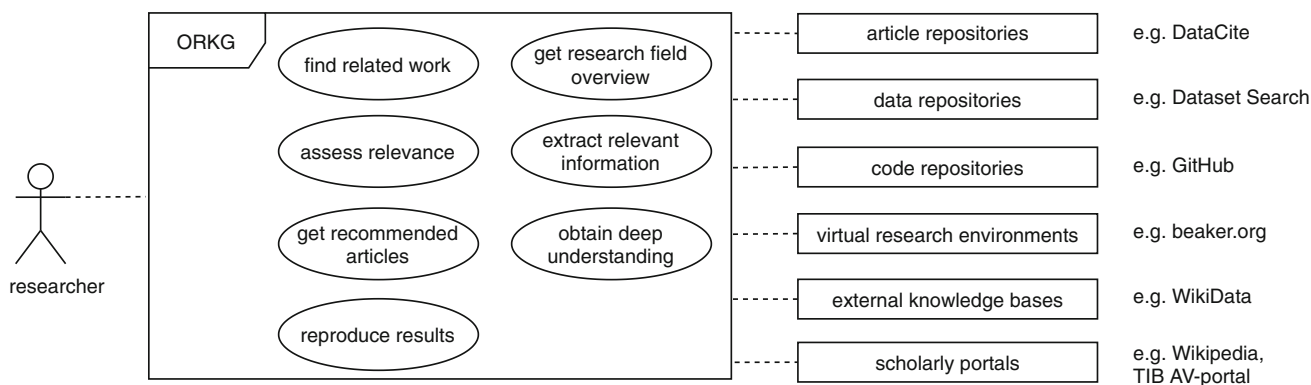 ORKG
find related work
get research field
overview
assess relevance
extract relevant
information
get recommended
articles
obtain deep
understanding
reproduce results
researcher
article repositories
e.g. DataCite
data repositories
e.g. Dataset Search
code repositories
e.g. GitHub
virtual research environments
e.g. beaker.org
external knowledge bases
e.g. WikiData
scholarly portals
e.g. Wikipedia,
TIB AV-portal